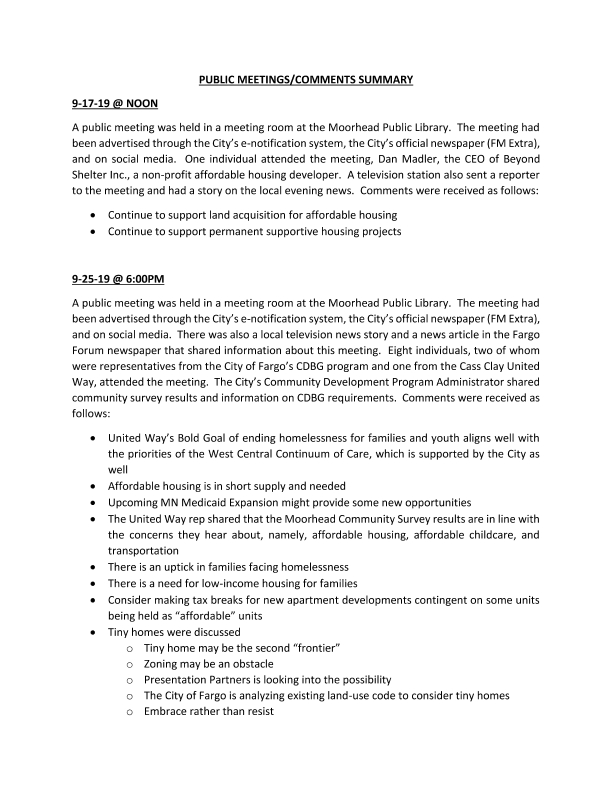 PUBLIC MEETINGS/COMMENTS SUMMARY
9-17-19 @ NOON
A public meeting was held in a meeting room at the Moorhead Public Library. The meeting had
been advertised through the City's e-notification system, the City's official newspaper (FM Extra),
and on social media. One individual attended the meeting, Dan Madler, the CEO of Beyond
Shelter Inc., a non-profit affordable housing developer. A television station also sent a reporter
to the meeting and had a story on the local evening news. Comments were received as follows:
• Continue to support land acquisition for affordable housing
• Continue to support permanent supportive housing projects
9-25-19 @ 6:00PM
A public meeting was held in a meeting room at the Moorhead Public Library. The meeting had
been advertised through the City's e-notification system, the City's official newspaper (FM Extra),
and on social media. There was also a local television news story and a news article in the Fargo
Forum newspaper that shared information about this meeting. Eight individuals, two of whom
were representatives from the City of Fargo's CDBG program and one from the Cass Clay United
Way, attended the meeting. The City's Community Development Program Administrator shared
community survey results and information on CDBG requirements. Comments were received as
follows:
• United Way's Bold Goal of ending homelessness for families and youth aligns well with
the priorities of the West Central Continuum of Care, which is supported by the City as
well
• Affordable housing is in short supply and needed
• Upcoming MN Medicaid Expansion might provide some new opportunities
• The United Way rep shared that the Moorhead Community Survey results are in line with
the concerns they hear about, namely, affordable housing, affordable childcare, and
transportation
• There is an uptick in families facing homelessness
• There is a need for low-income housing for families
• Consider making tax breaks for new apartment developments contingent on some units
being held as "affordable" units
• Tiny homes were discussed
o Tiny home may be the second "frontier"
o Zoning may be an obstacle
o Presentation Partners is looking into the possibility
o The City of Fargo is analyzing existing land-use code to consider tiny homes
o Embrace rather than resist